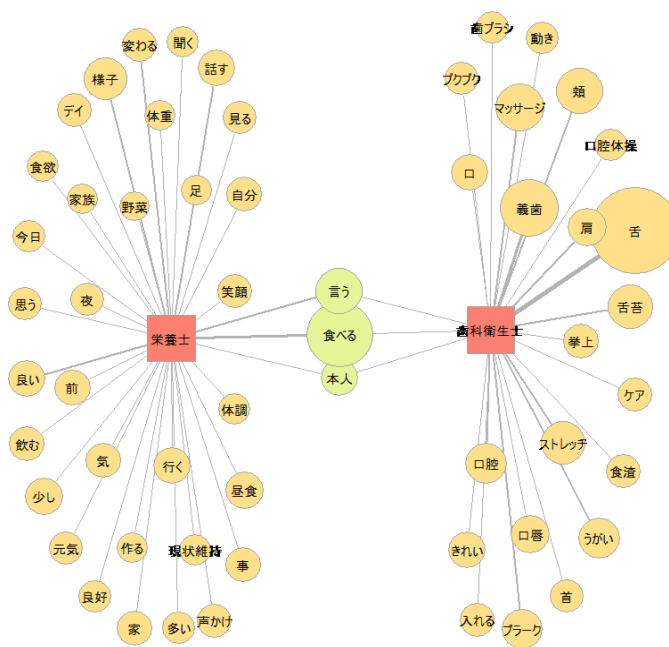 変わる
聞く
様子
話す
デイ
体重
見る
食欲
家族
野菜
足
自分
今日
夜
笑顔
思う
栄養士
良い
前
体調
飲む
気
行く
昼食
少し
元気
作る
現状維持
事
良好
家
多い
声かけ
言う
食べる
本人
歯ブラシ
動き
ブクブク
マッサージ
頬
口
口腔体操
義歯
肩
舌
歯科衛生士
舌苔
挙上
ケア
ストレッチ
口腔
食渣
きれい
口唇
うがい
入れる
プラーク
首